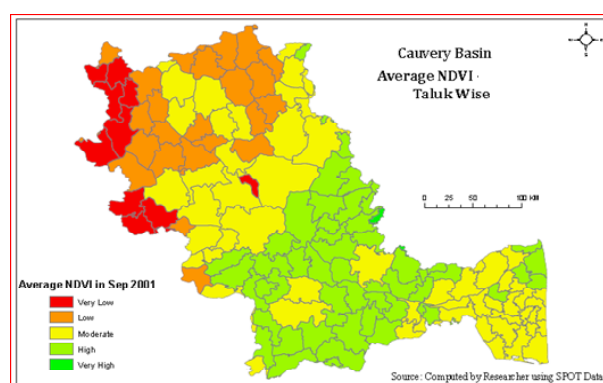 Cauvery Basin
Average NDVI -
Taluk Wise
N
S
0 25 50 100 KM
Average NDVI in Sep 2001
Very Low
Low
Moderate
High
Very High
Source: Computed by Researcher using SPOT Data